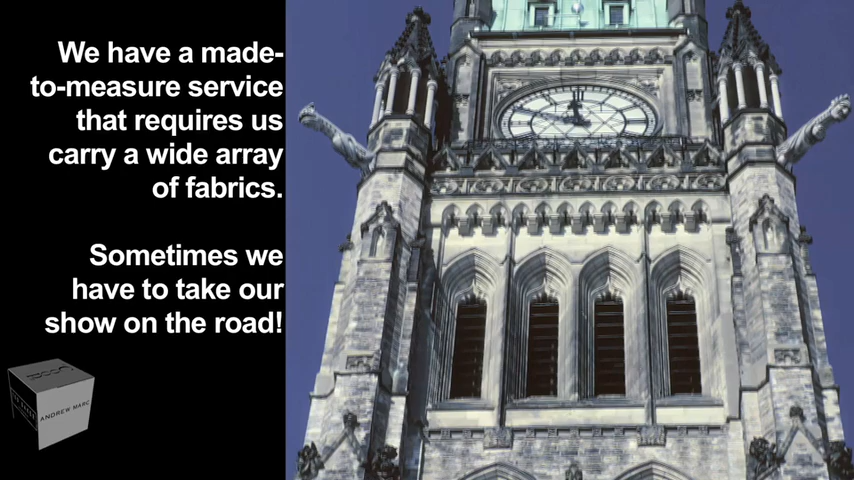 We have a made-
to-measure service
that requires us
carry a wide array
of fabrics.
Sometimes we
have to take our
show on the road!
ANDREW MARC